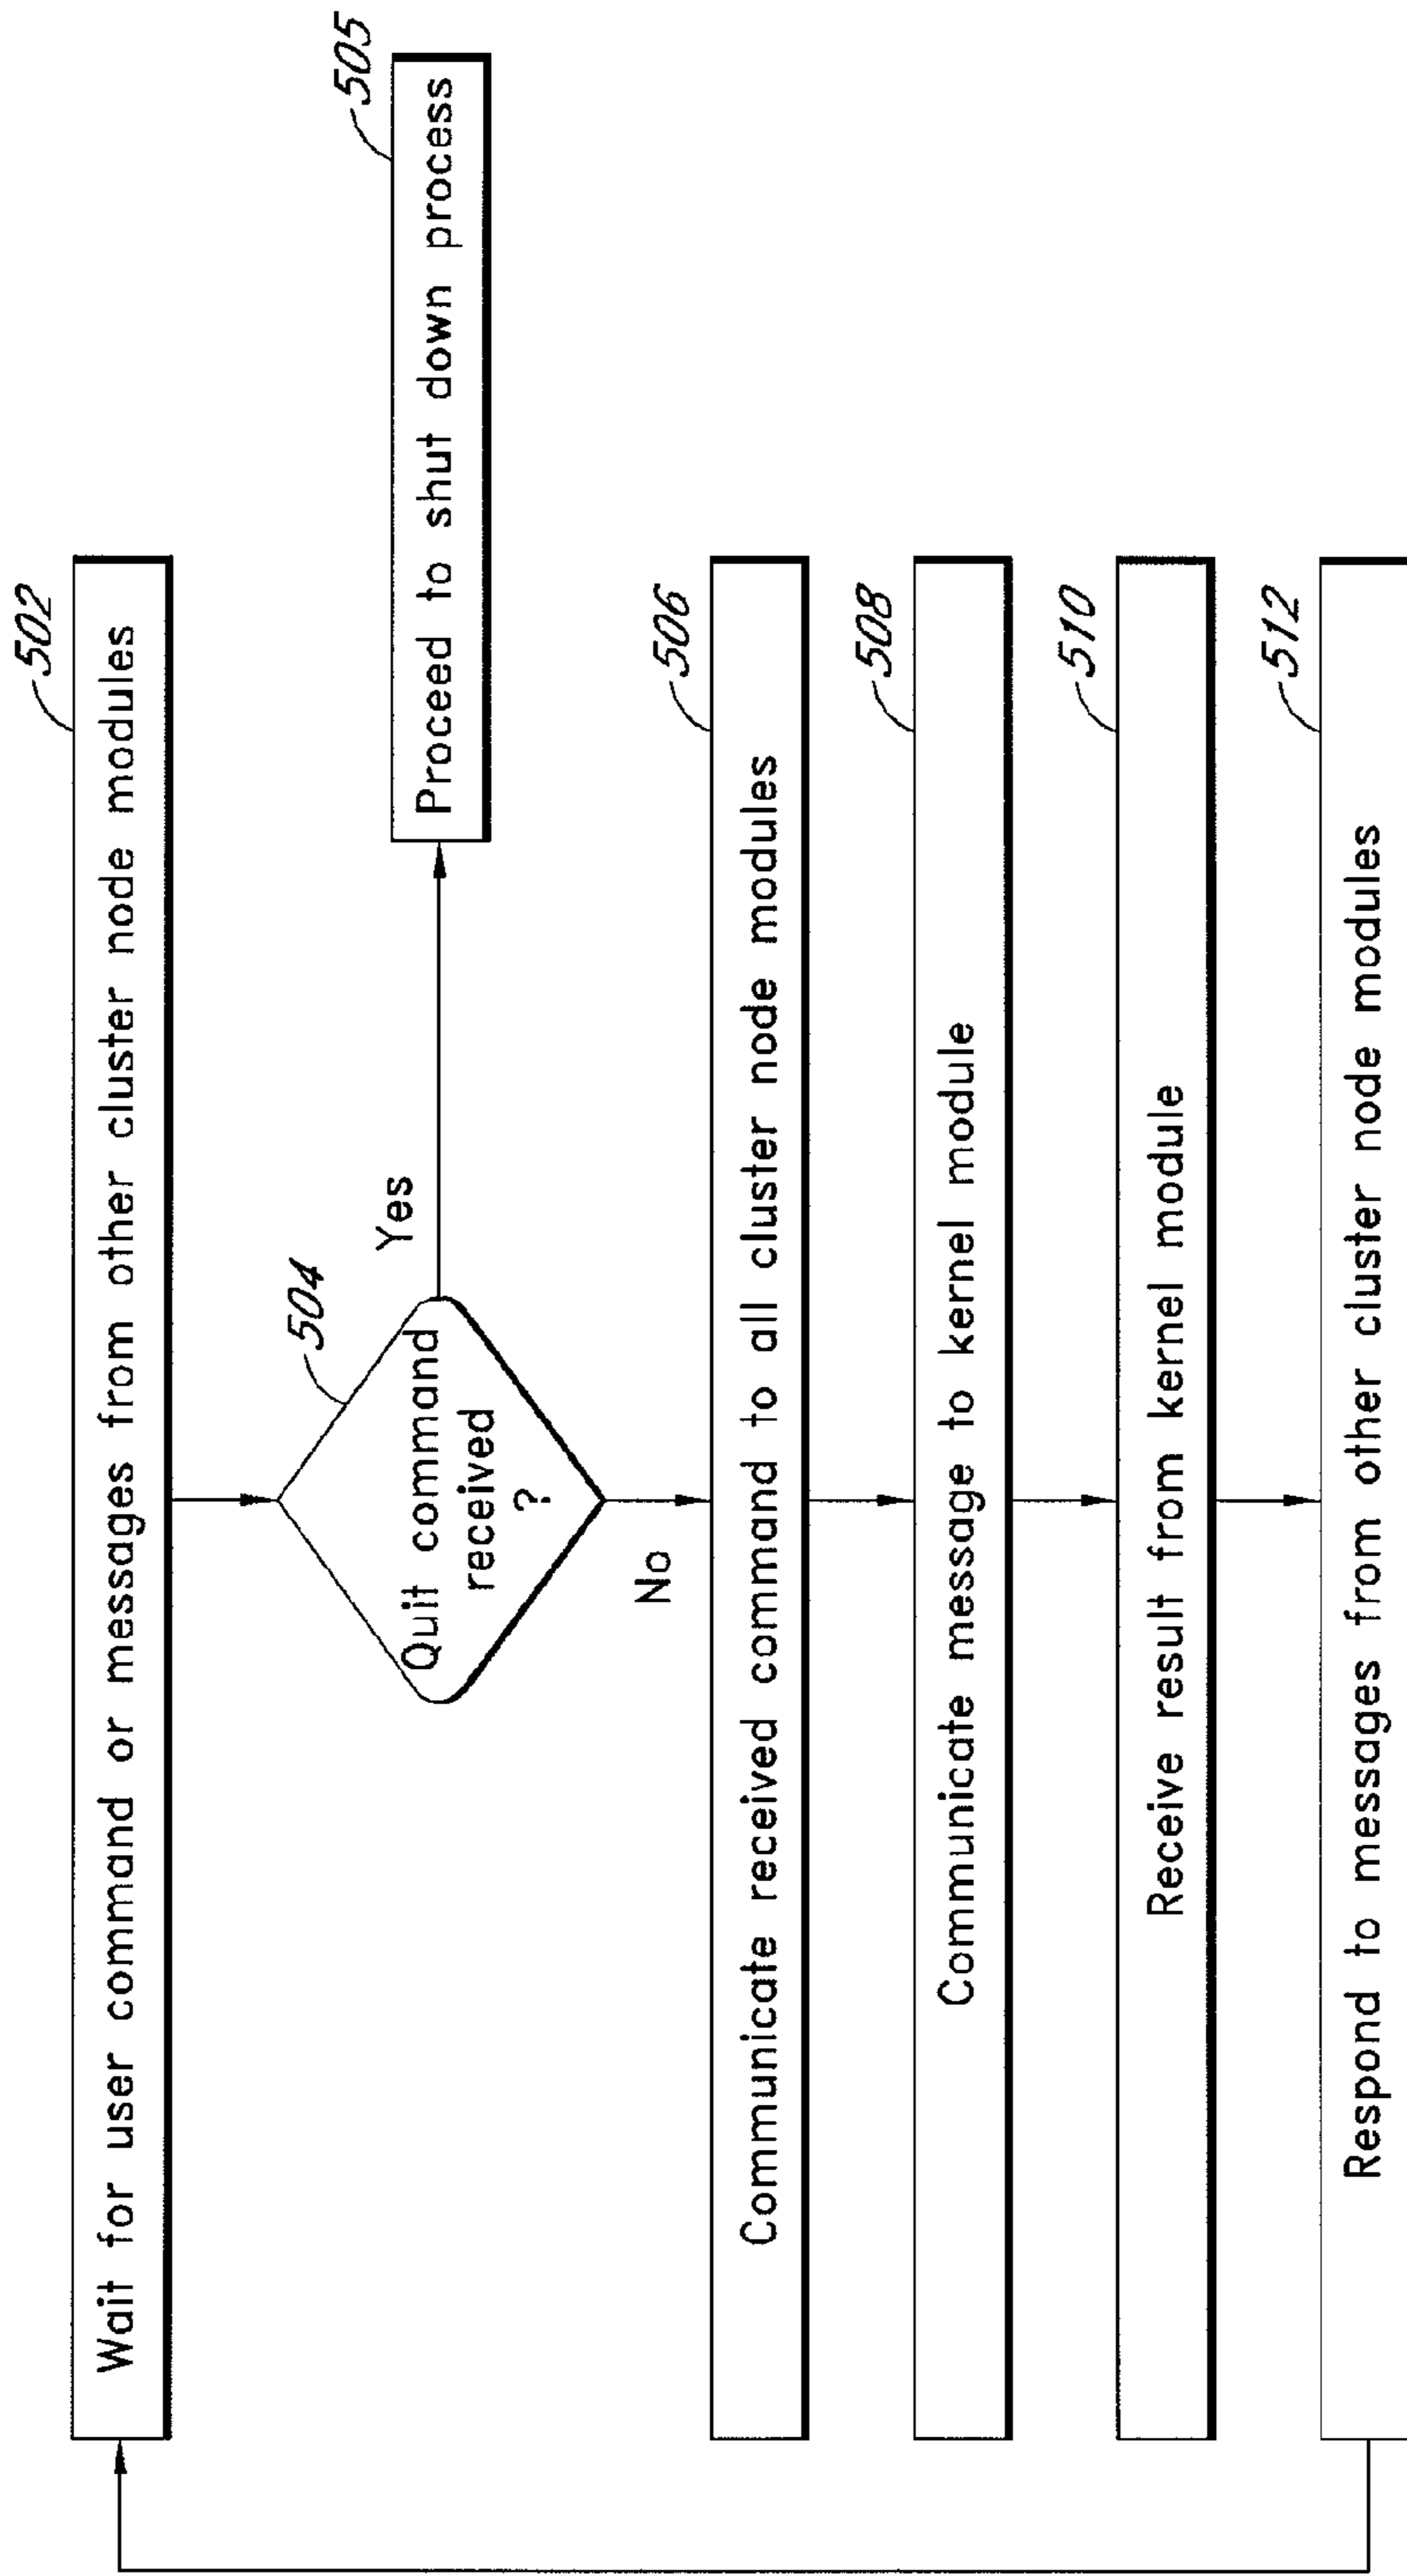 502
Wait for user command or messages from other cluster node modules
504
Quit command
received
?
Yes
505
Proceed to shut down process
No
506
Communicate received command to all cluster node modules
508
Communicate message to kernel module
510
Receive result from kernel module
512
Respond to messages from other cluster node modules